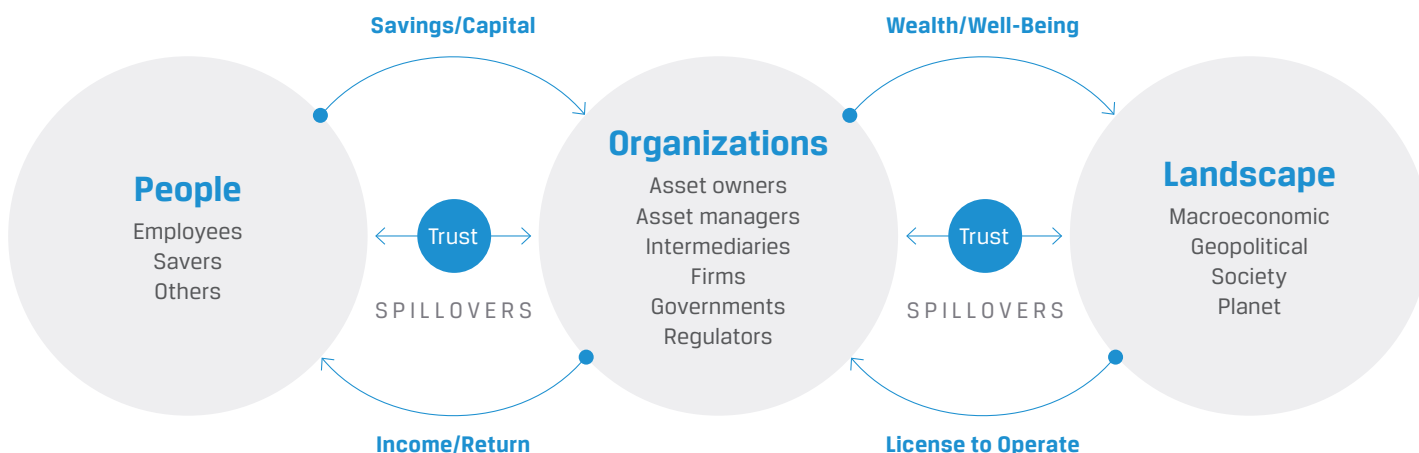 Savings/Capital
Wealth/Well-Being
People
Employees
Savers
Others
Trust
SPILLOVERS
Organizations
Asset owners
Asset managers
Intermediaries
Firms
Governments
Regulators
Trust
SPILLOVERS
Landscape
Macroeconomic
Geopolitical
Society
Planet
Income/Return
License to Operate